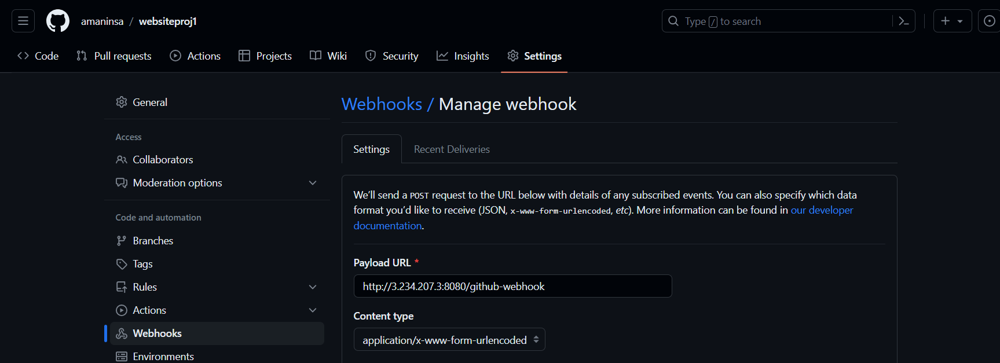 amaninsa / websiteproj1
Type / to search
Code
Pull requests
Actions
Projects
Wiki
Security
Insights
Settings
General
Access
Collaborators
Moderation options
Code and automation
Branches
Tags
Rules
Actions
Webhooks
Environments
Webhooks / Manage webhook
Settings
Recent Deliveries
We’ll send a POST request to the URL below with details of any subscribed events. You can also specify which data
format you’d like to receive (JSON, x-www-form-urlencoded, etc). More information can be found in our developer
documentation.
Payload URL *
http://3.234.207.3:8080/github-webhook
Content type
application/x-www-form-urlencoded